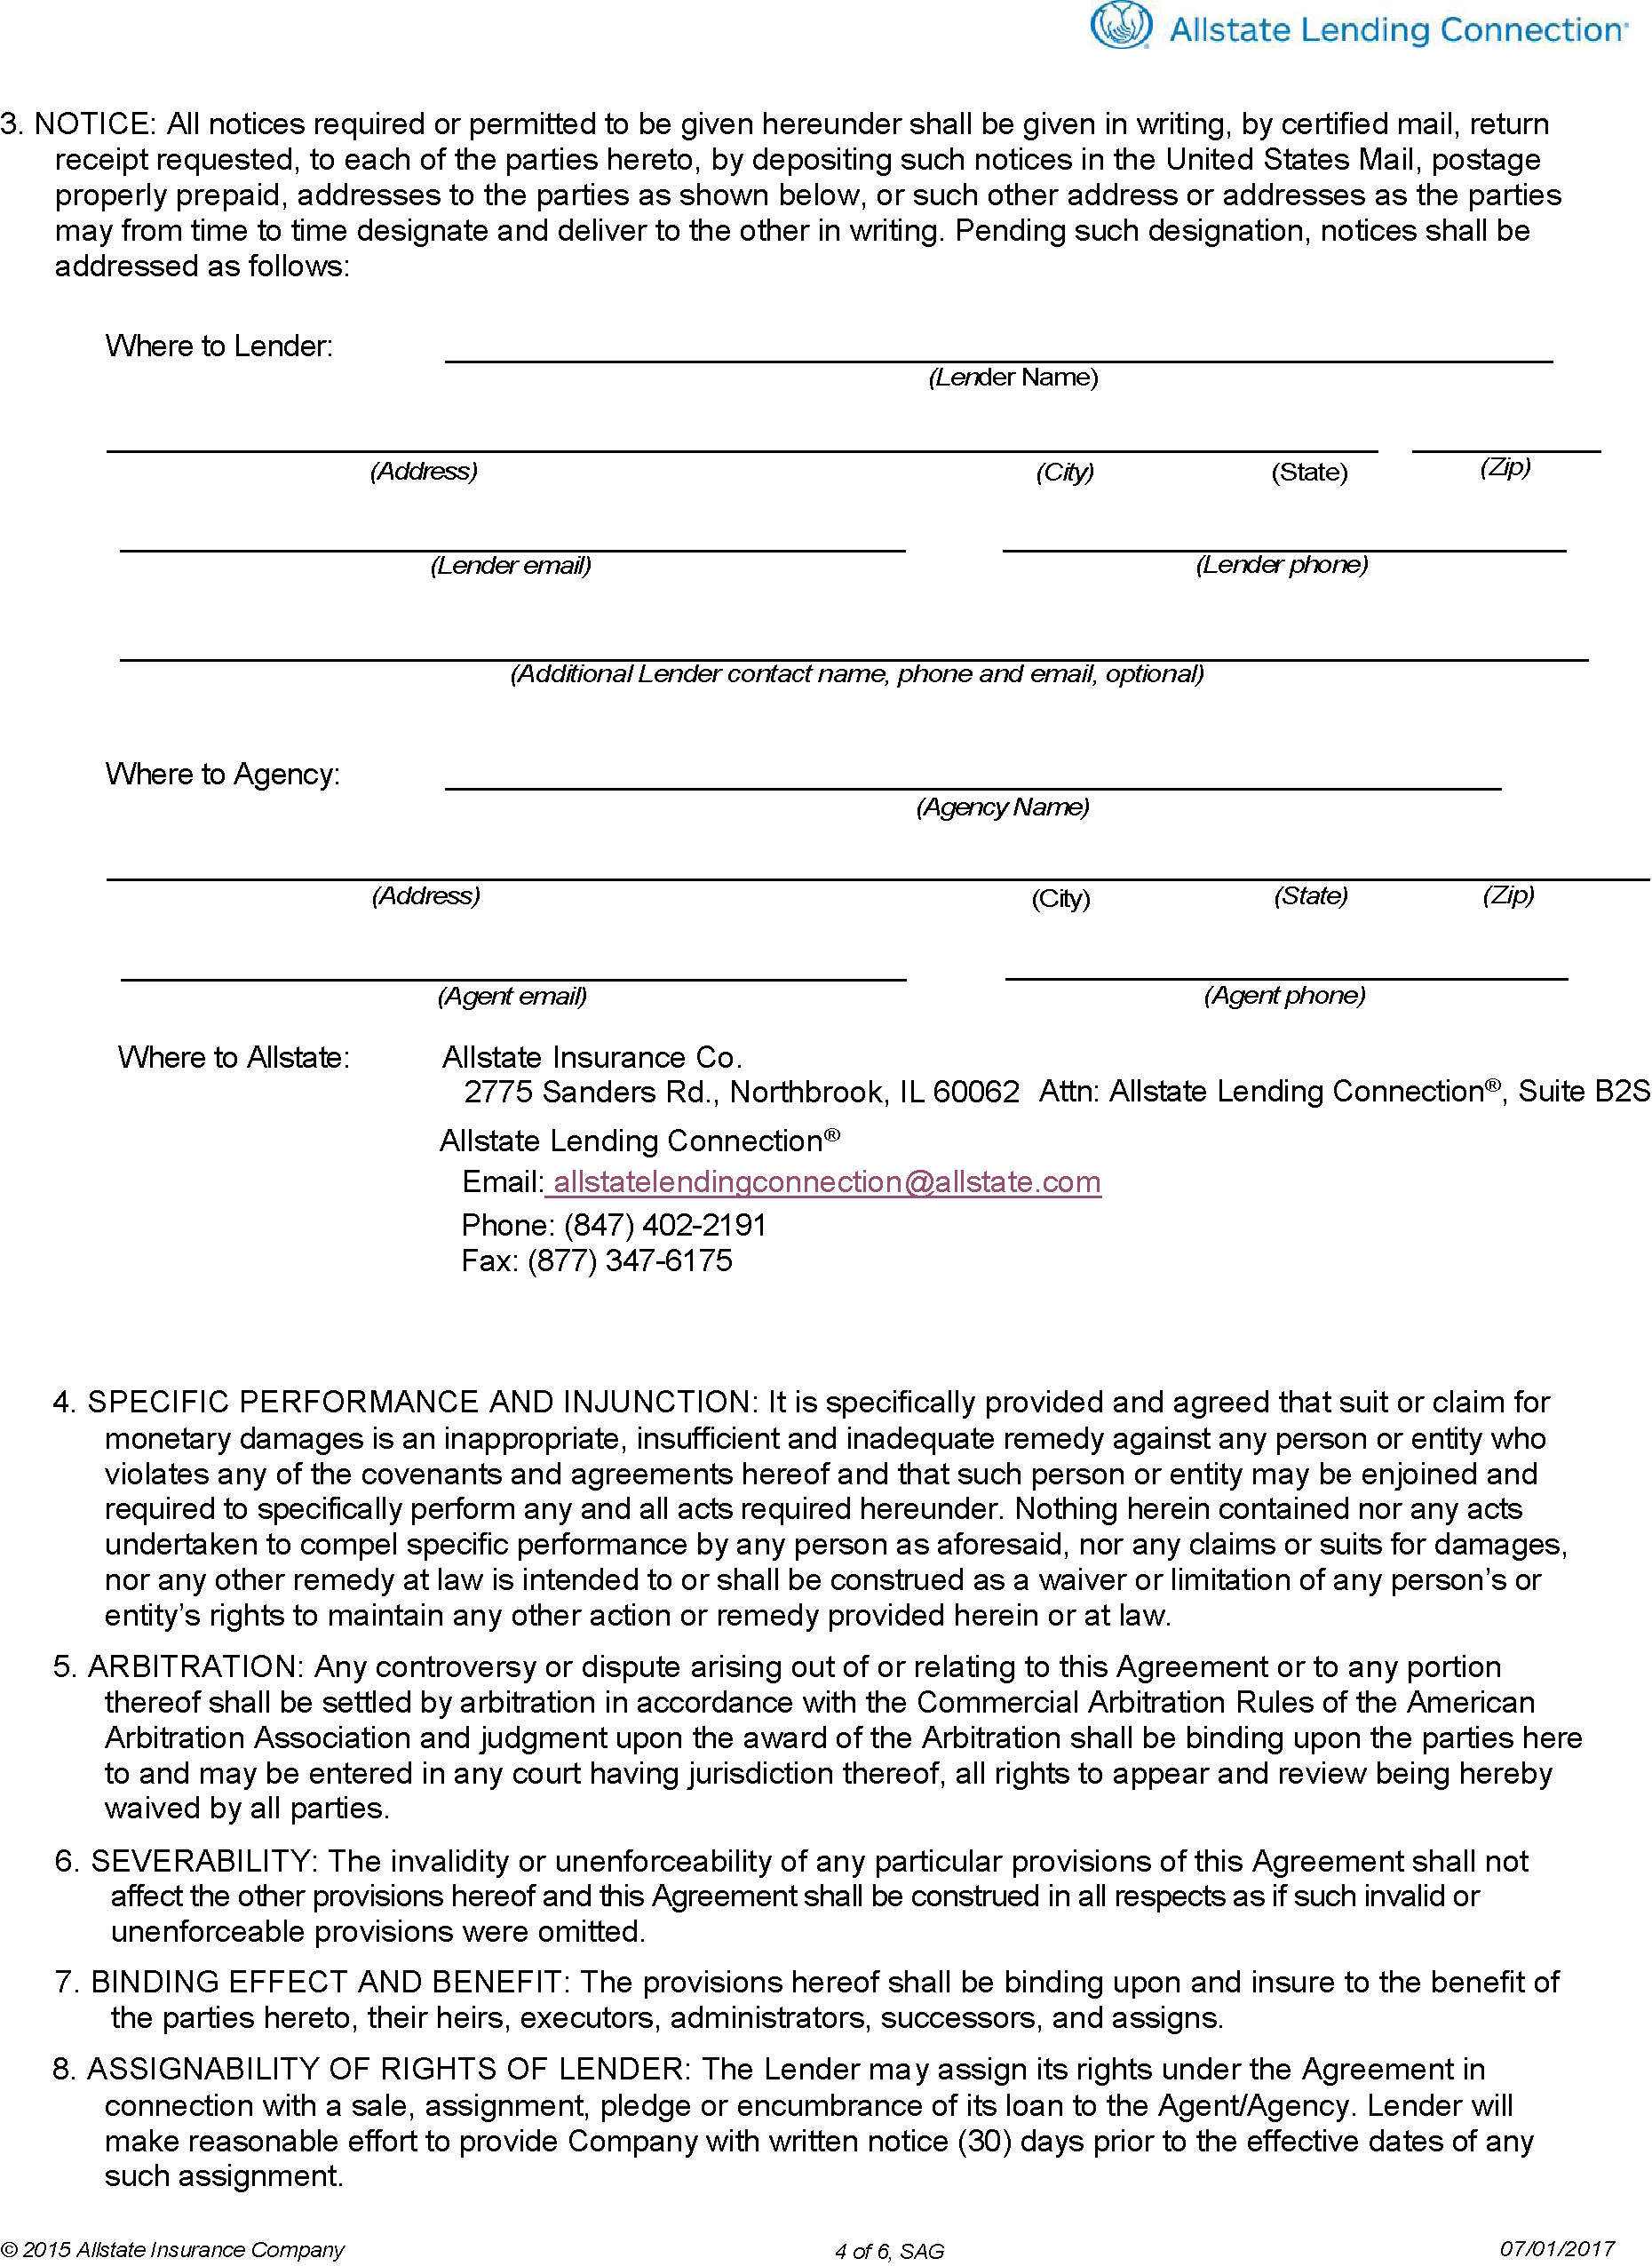 Allstate Lending Connection
3. NOTICE: All notices required or permitted to be given hereunder shall be given in writing, by certified mail, return
receipt requested, to each of the parties hereto, by depositing such notices in the United States Mail, postage
properly prepaid, addresses to the parties as shown below, or such other address or addresses as the parties
may from time to time designate and deliver to the other in writing. Pending such designation, notices shall be
addressed as follows:
Where to Lender:
(Lender Name)
(Address) (City) (State) (Zip)
(Lender email) (Lender phone)
(Additional Lender contact name, phone and email, optional)
Where to Agency:
(Agency Name)
(Address) (City) (State) (Zip)
(Agent email) (Agent phone)
Where to Allstate: Allstate Insurance Co.
2775 Sanders Rd., Northbrook, IL 60062 Attn: Allstate Lending Connection®, Suite B2S
Allstate Lending Connection®
Email: allstatelendingconnection@allstate.com
Phone: (847) 402-2191
Fax: (877) 347-6175
4. SPECIFIC PERFORMANCE AND INJUNCTION: It is specifically provided and agreed that suit or claim for
monetary damages is an inappropriate, insufficient and inadequate remedy against any person or entity who
violates any of the covenants and agreements hereof and that such person or entity may be enjoined and
required to specifically perform any and all acts required hereunder. Nothing herein contained nor any acts
undertaken to compel specific performance by any person as aforesaid, nor any claims or suits for damages,
nor any other remedy at law is intended to or shall be construed as a waiver or limitation of any person’s or
entity’s rights to maintain any other action or remedy provided herein or at law.
5. ARBITRATION: Any controversy or dispute arising out of or relating to this Agreement or to any portion
thereof shall be settled by arbitration in accordance with the Commercial Arbitration Rules of the American
Arbitration Association and judgment upon the award of the Arbitration shall be binding upon the parties here
to and may be entered in any court having jurisdiction thereof, all rights to appear and review being hereby
waived by all parties.
6. SEVERABILITY: The invalidity or unenforceability of any particular provisions of this Agreement shall not
affect the other provisions hereof and this Agreement shall be construed in all respects as if such invalid or
unenforceable provisions were omitted.
7. BINDING EFFECT AND BENEFIT: The provisions hereof shall be binding upon and insure to the benefit of
the parties hereto, their heirs, executors, administrators, successors, and assigns.
8. ASSIGNABILITY OF RIGHTS OF LENDER: The Lender may assign its rights under the Agreement in
connection with a sale, assignment, pledge or encumbrance of its loan to the Agent/Agency. Lender will
make reasonable effort to provide Company with written notice (30) days prior to the effective dates of any
such assignment.
© 2015 Allstate Insurance Company 4 of 6, SAG 07/01/2017